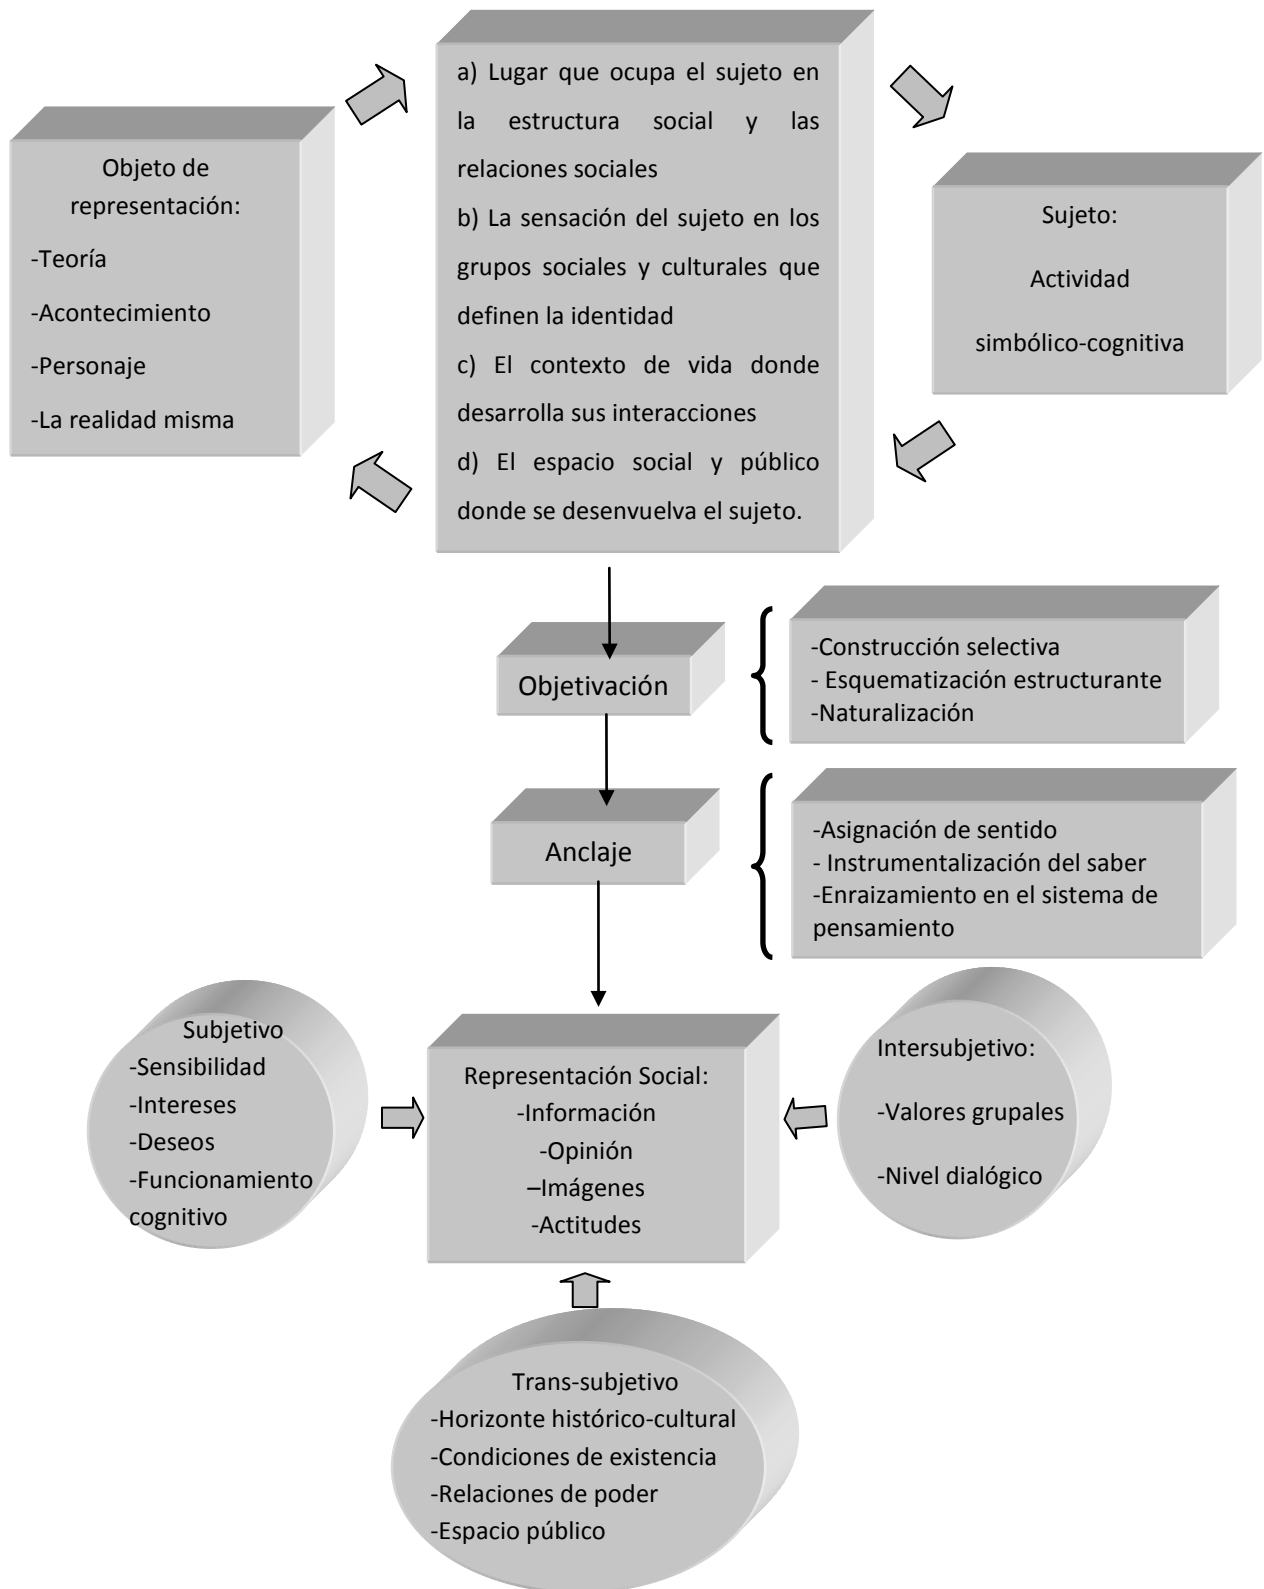 Objeto de
representación:
-Teoría
-Acontecimiento
-Personaje
-La realidad misma
a) Lugar que ocupa el sujeto en
la estructura social y las
relaciones sociales
b) La sensación del sujeto en los
grupos sociales y culturales que
definen la identidad
c) El contexto de vida donde
desarrolla sus interacciones
d) El espacio social y público
donde se desenvuelva el sujeto.
Sujeto:
Actividad
simbólico-cognitiva
Objetivación
-Construcción selectiva
- Esquematización estructurante
-Naturalización
Anclaje
-Asignación de sentido
- Instrumentalización del saber
-Enraizamiento en el sistema de
pensamiento
Subjetivo
-Sensibilidad
-Intereses
-Deseos
-Funcionamiento
cognitivo
Representación Social:
-Información
-Opinión
–Imágenes
-Actitudes
Intersubjetivo:
-Valores grupales
-Nivel dialógico
Trans-subjetivo
-Horizonte histórico-cultural
-Condiciones de existencia
-Relaciones de poder
-Espacio público